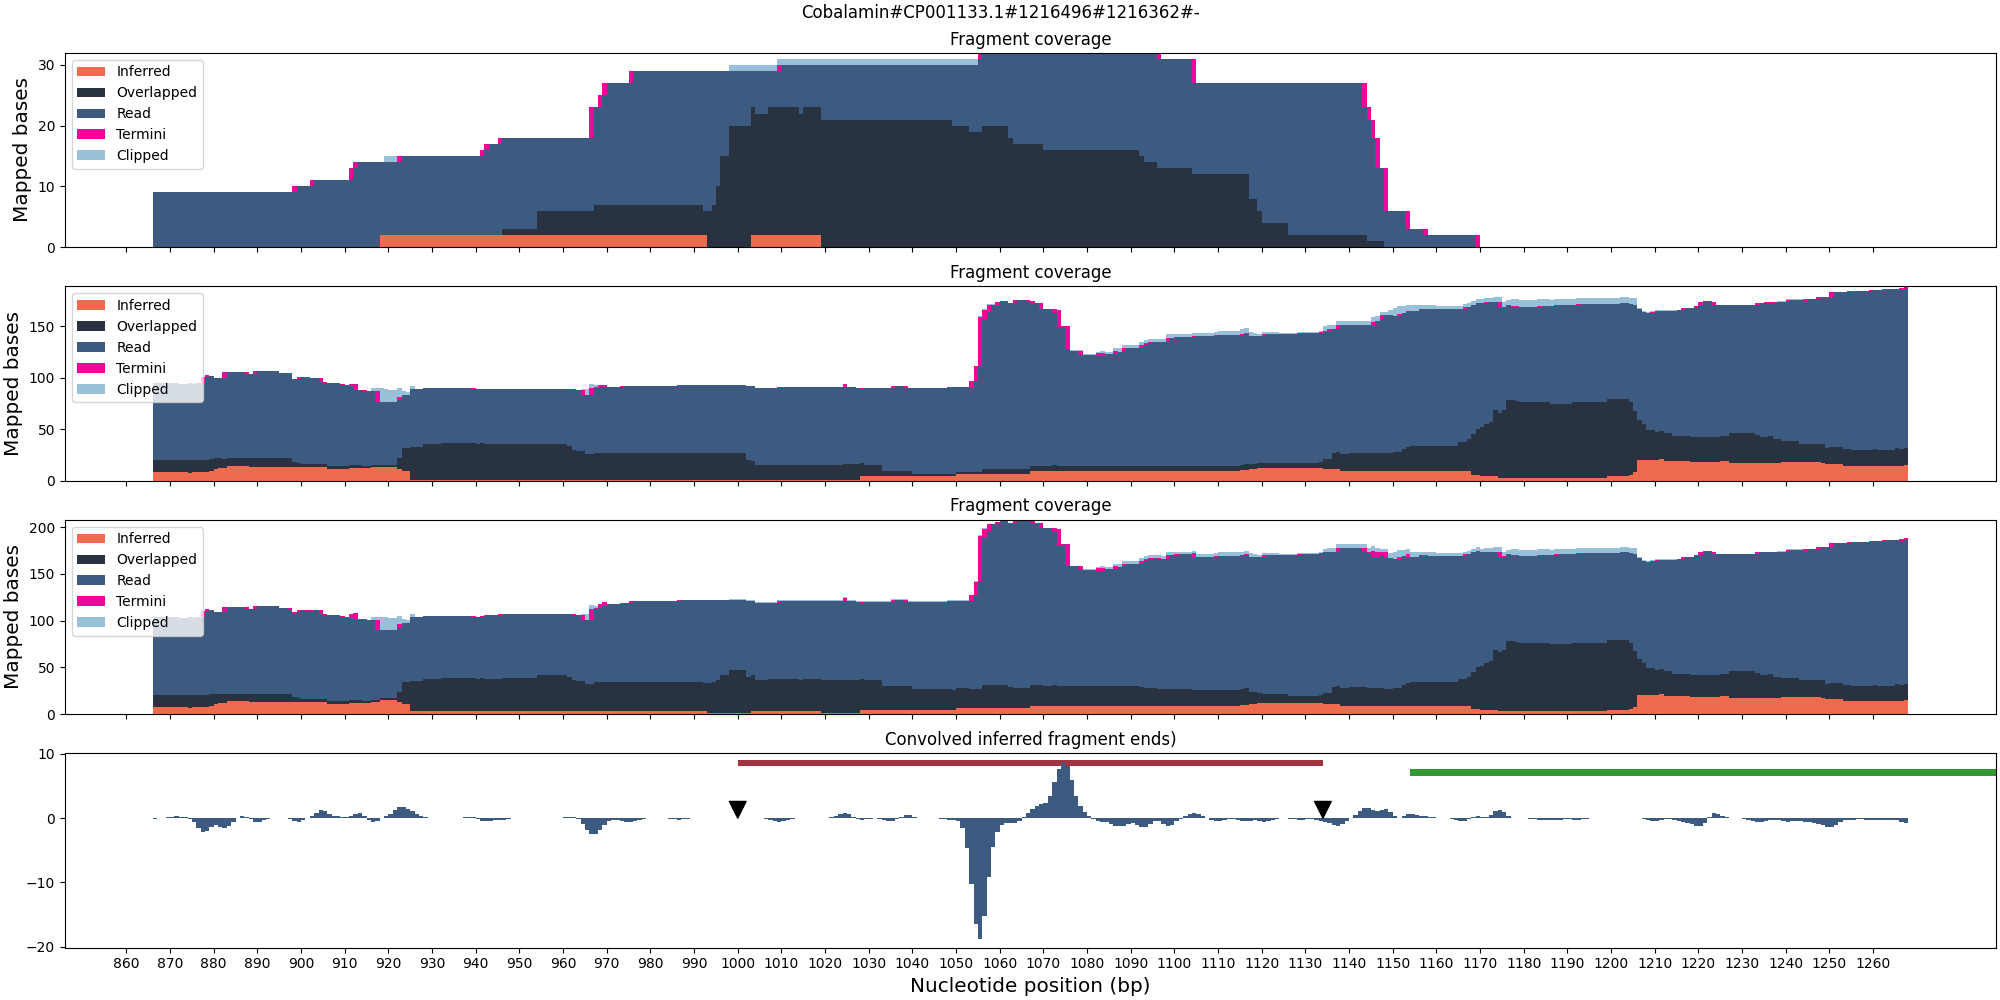 Cobalamin#CP001133.1#1216496#1216362#-
Fragment coverage
Mapped bases
30
20
10
0
Inferred
Overlapped
Read
Termini
Clipped
Fragment coverage
Mapped bases
150
100
50
0
Inferred
Overlapped
Read
Termini
Clipped
Fragment coverage
Mapped bases
200
150
100
50
0
Inferred
Overlapped
Read
Termini
Clipped
Convolved inferred fragment ends)
10
0
−10
−20
860 870 880 890 900 910 920 930 940 950 960 970 980 990 1000 1010 1020 1030 1040 1050 1060 1070 1080 1090 1100 1110 1120 1130 1140 1150 1160 1170 1180 1190 1200 1210 1220 1230 1240 1250 1260
Nucleotide position (bp)